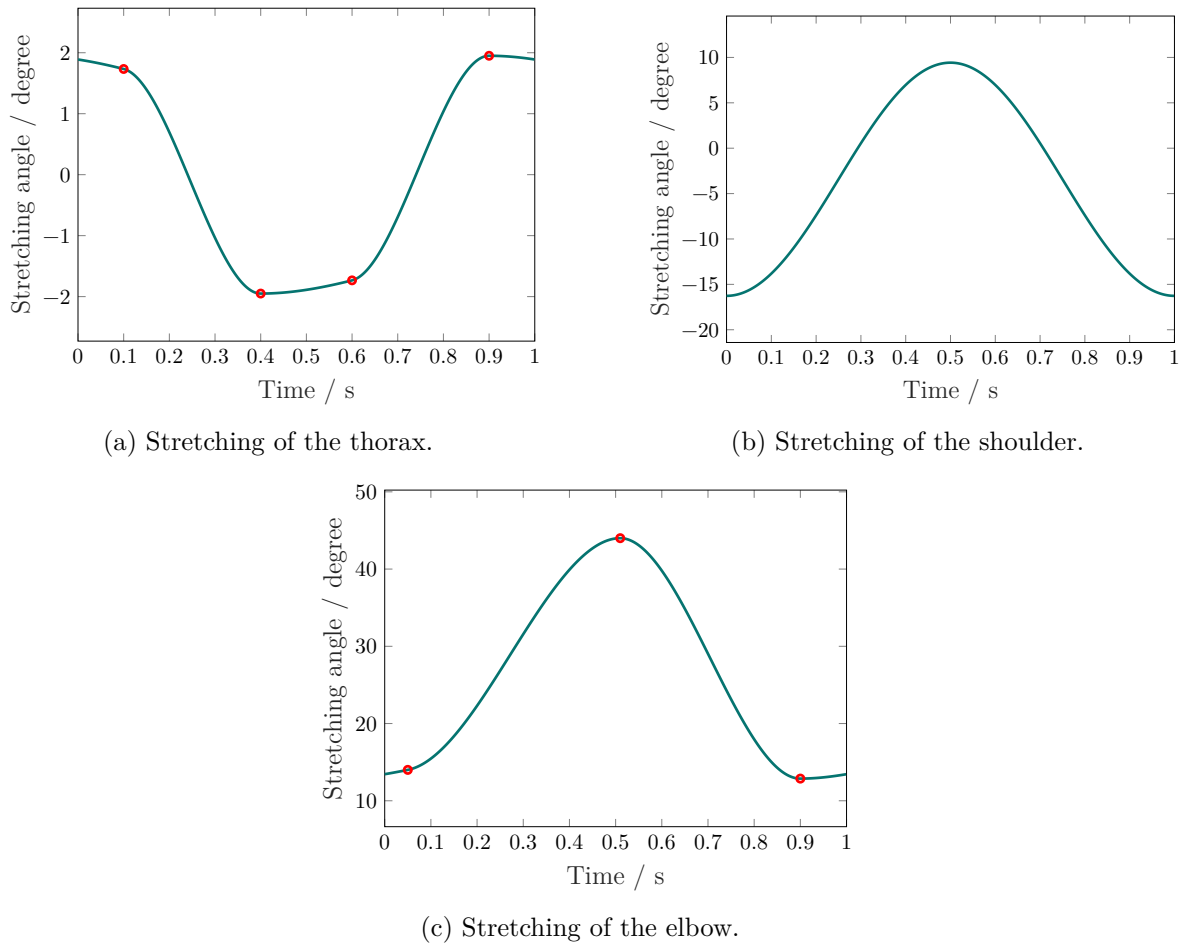 Stretching angle / degree
2
1
0
−1
−2
0 0.1 0.2 0.3 0.4 0.5 0.6 0.7 0.8 0.9 1
Time / s
(a) Stretching of the thorax.
Stretching angle / degree
10
5
0
−5
−10
−15
−20
0 0.1 0.2 0.3 0.4 0.5 0.6 0.7 0.8 0.9 1
Time / s
(b) Stretching of the shoulder.
Stretching angle / degree
50
40
30
20
10
0 0.1 0.2 0.3 0.4 0.5 0.6 0.7 0.8 0.9 1
Time / s
(c) Stretching of the elbow.